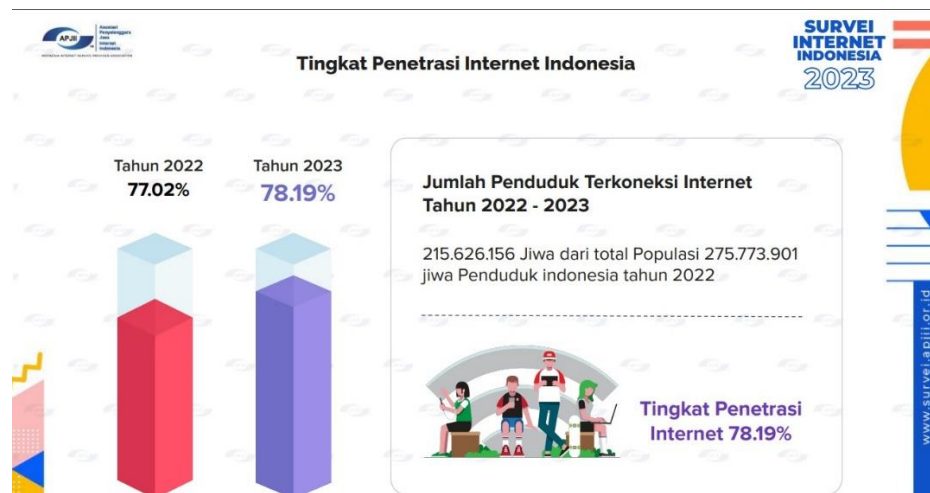 APJII
Asosiasi
Penyelenggara
Jasa
Internet
Indonesia
SURVEI
INTERNET
INDONESIA
2023
Tingkat Penetrasi Internet Indonesia
Tahun 2022
77.02%
Tahun 2023
78.19%
Jumlah Penduduk Terkoneksi Internet
Tahun 2022 - 2023
215.626.156 Jiwa dari total Populasi 275.773.901
jiwa Penduduk indonesia tahun 2022
Tingkat Penetrasi
Internet 78.19%
www.survei.apjii.or.id